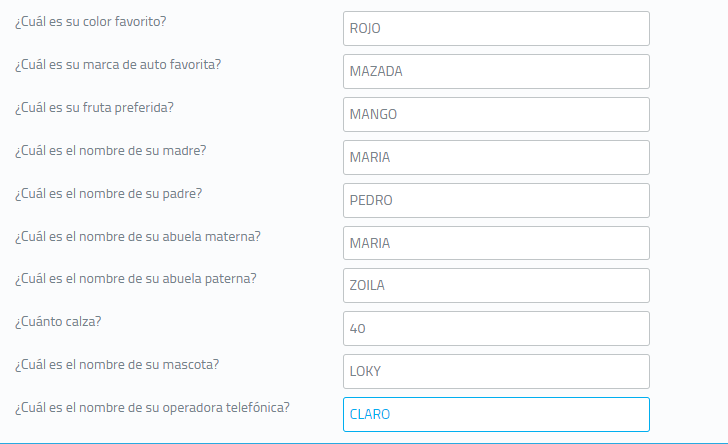 ¿Cuál es su color favorito? ROJO
¿Cuál es su marca de auto favorita? MAZADA
¿Cuál es su fruta preferida? MANGO
¿Cuál es el nombre de su madre? MARIA
¿Cuál es el nombre de su padre? PEDRO
¿Cuál es el nombre de su abuela materna? MARIA
¿Cuál es el nombre de su abuela paterna? ZOILA
¿Cuánto calza? 40
¿Cuál es el nombre de su mascota? LOKY
¿Cuál es el nombre de su operadora telefónica? CLARO